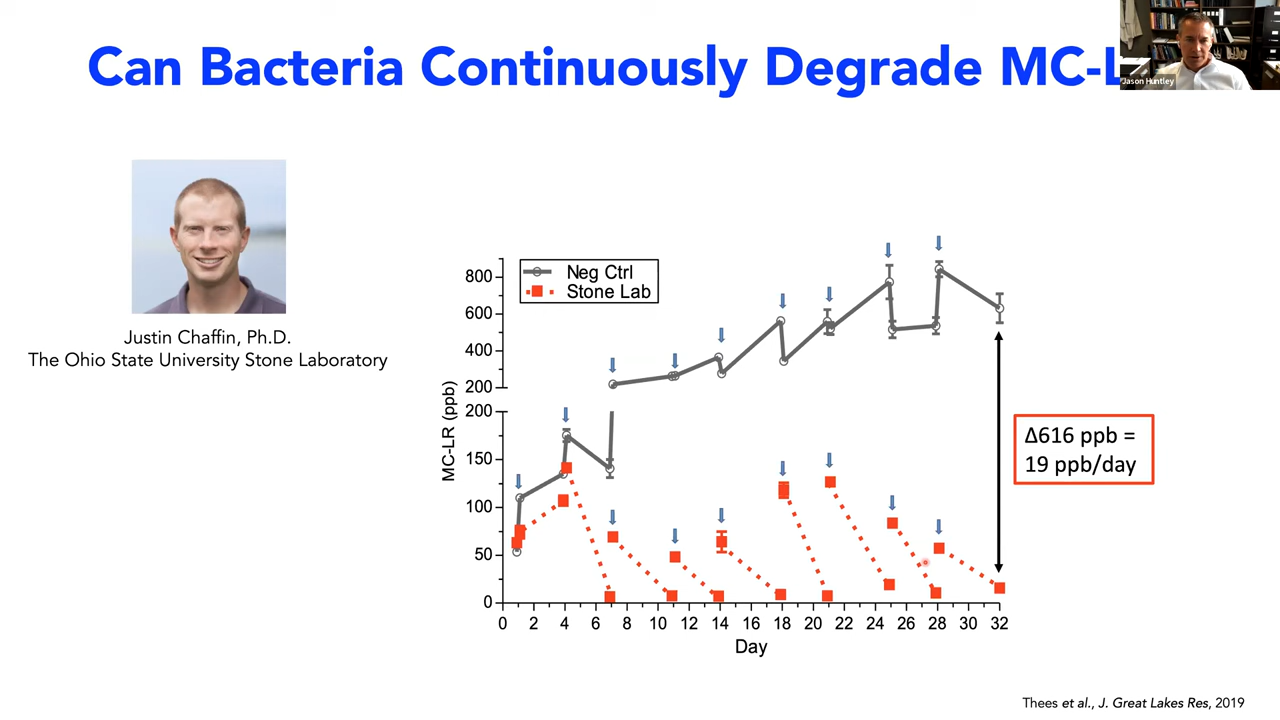 Can Bacteria Continuously Degrade MC-L
Jason Huntley
Justin Chaffin, Ph.D.
The Ohio State University Stone Laboratory
Neg Ctrl
Stone Lab
800
600
400
200
200
150
100
50
0
MC-LR (ppb)
0 2 4 6 8 10 12 14 16 18 20 22 24 26 28 30 32
Day
Δ616 ppb =
19 ppb/day
Thees et al., J. Great Lakes Res, 2019